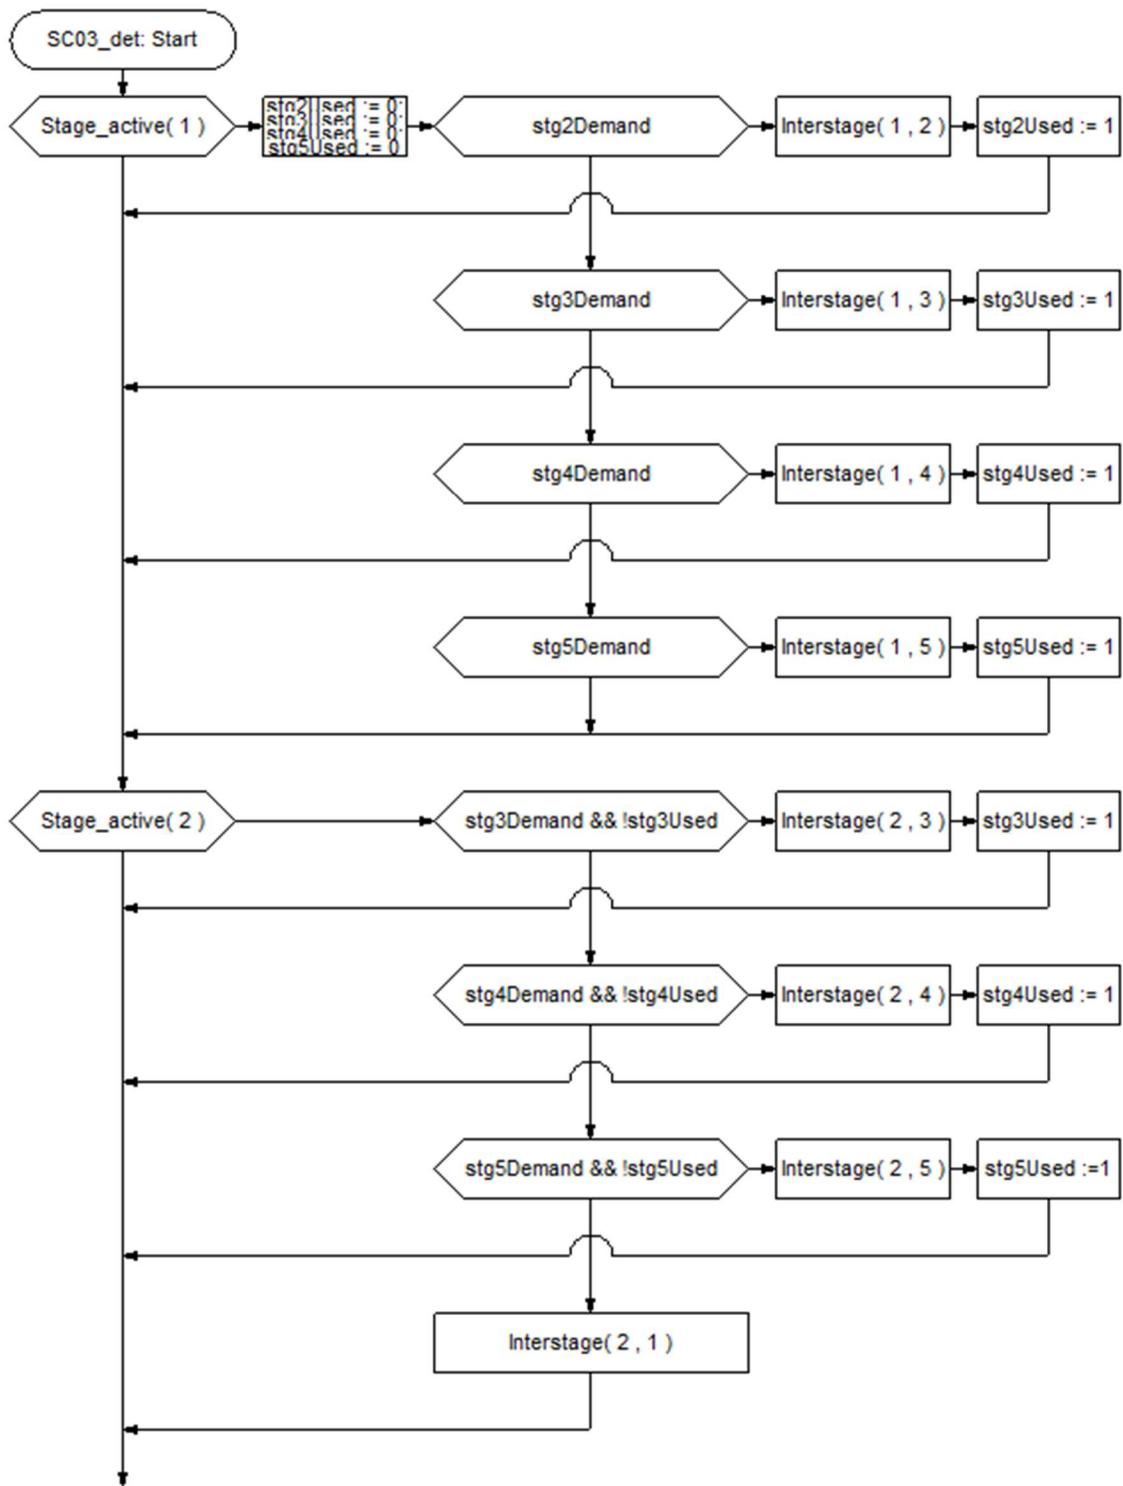 SC03_det: Start
Stage_active( 1 )
stg2Used := 0;
stg3Used := 0;
stg4Used := 0;
stg5Used := 0
stg2Demand
Interstage( 1 , 2 )
stg2Used := 1
stg3Demand
Interstage( 1 , 3 )
stg3Used := 1
stg4Demand
Interstage( 1 , 4 )
stg4Used := 1
stg5Demand
Interstage( 1 , 5 )
stg5Used := 1
Stage_active( 2 )
stg3Demand && !stg3Used
Interstage( 2 , 3 )
stg3Used := 1
stg4Demand && !stg4Used
Interstage( 2 , 4 )
stg4Used := 1
stg5Demand && !stg5Used
Interstage( 2 , 5 )
stg5Used :=1
Interstage( 2 , 1 )